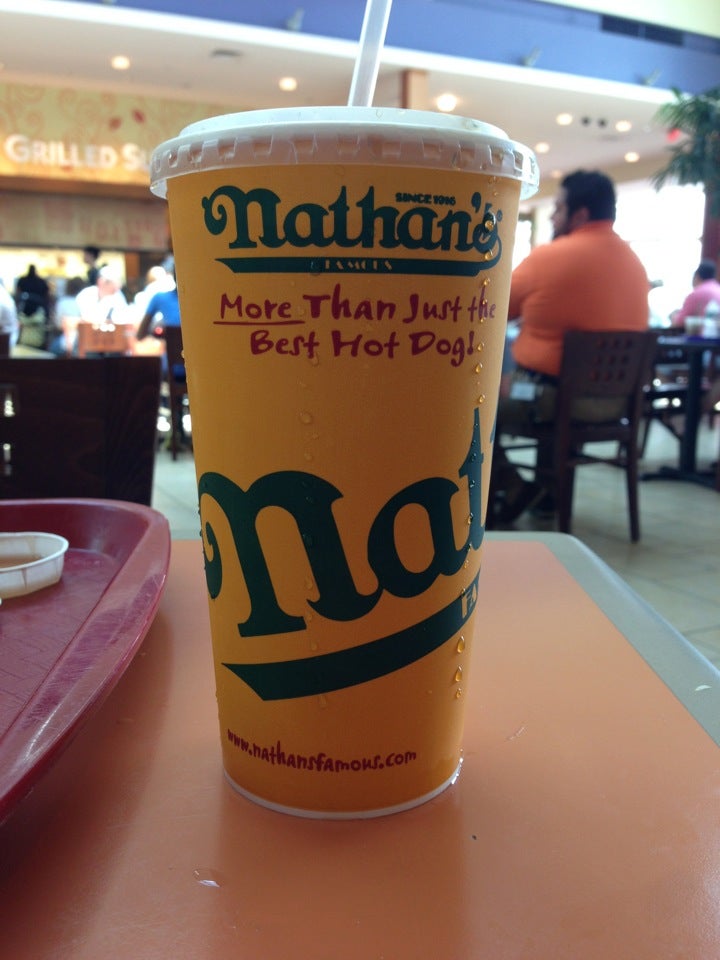 GRILLED
SINCE 1916
Nathan's
FAMOUS
More Than Just the
Best Hot Dog!
Nat
www.nathansfamous.com